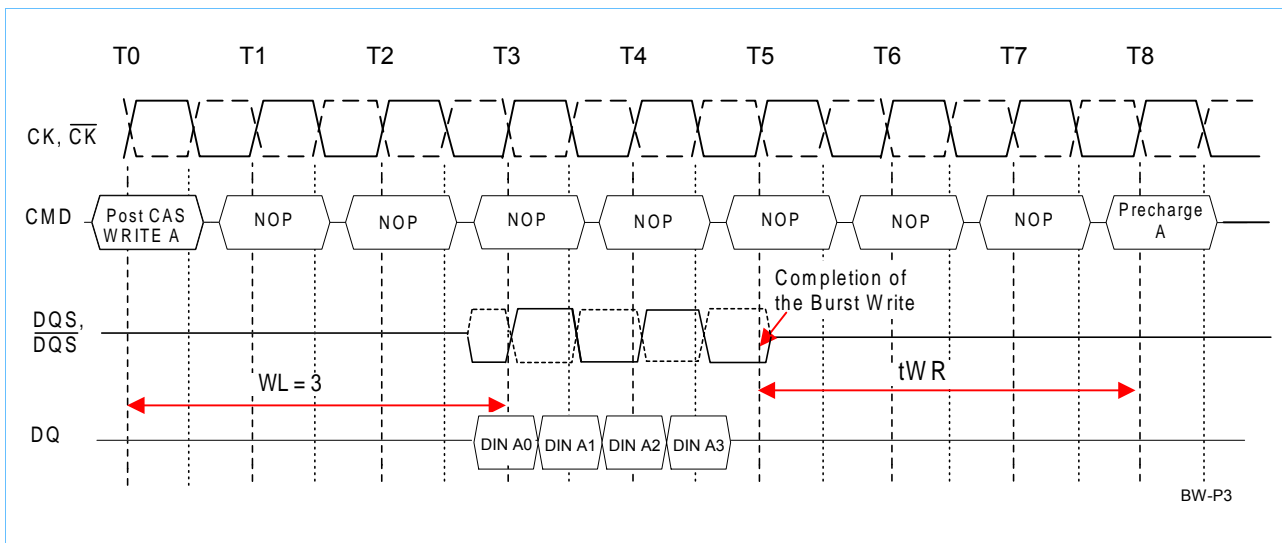 T0 T1 T2 T3 T4 T5 T6 T7 T8
CK, CK
CMD
Post CAS
WRITE A
NOP
NOP
NOP
NOP
NOP
NOP
NOP
Precharge
A
Completion of
the Burst Write
DQS,
DQS
WL = 3
tWR
DQ
DIN A0
DIN A1
DIN A2
DIN A3
BW-P3